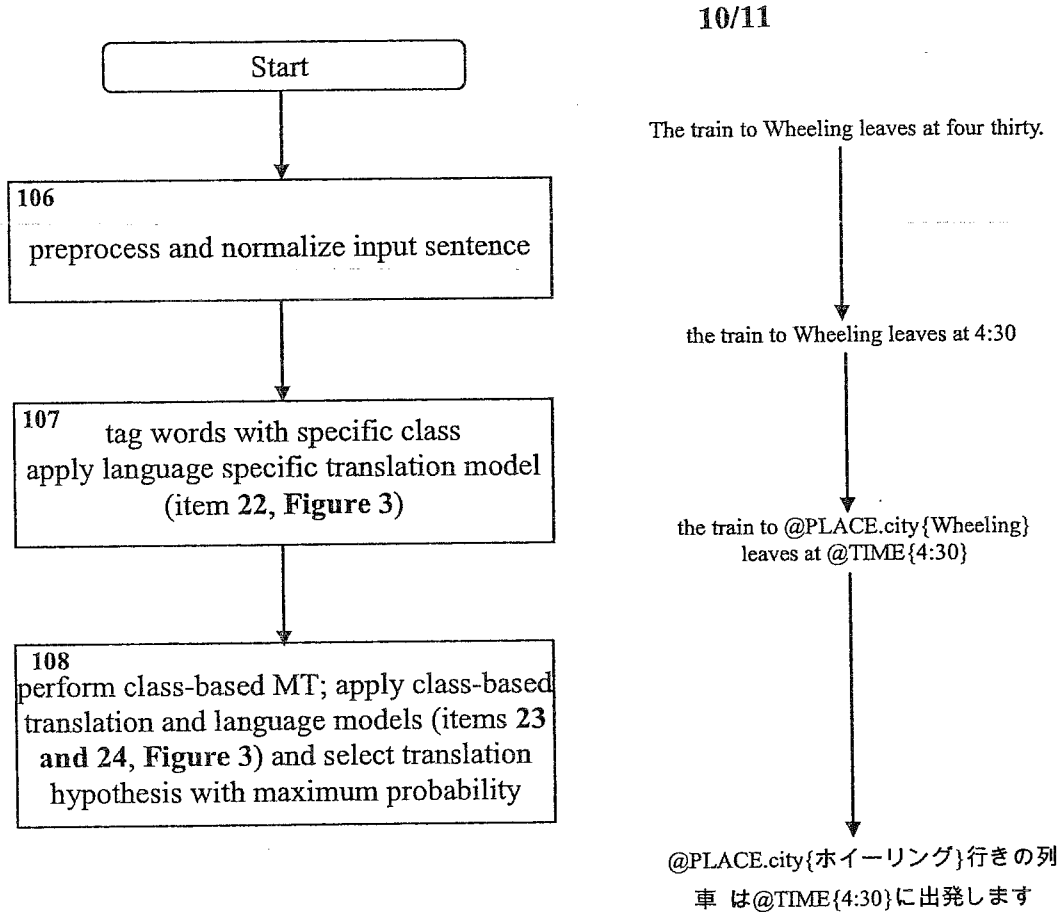 10/11
Start
106
preprocess and normalize input sentence
107
tag words with specific class
apply language specific translation model
(item 22, Figure 3)
108
perform class-based MT; apply class-based
translation and language models (items 23
and 24, Figure 3) and select translation
hypothesis with maximum probability
The train to Wheeling leaves at four thirty.
the train to Wheeling leaves at 4:30
the train to @PLACE.city{Wheeling}
leaves at @TIME{4:30}
@PLACE.city{ホイーリング}行きの列
車 は@TIME{4:30}に出発します